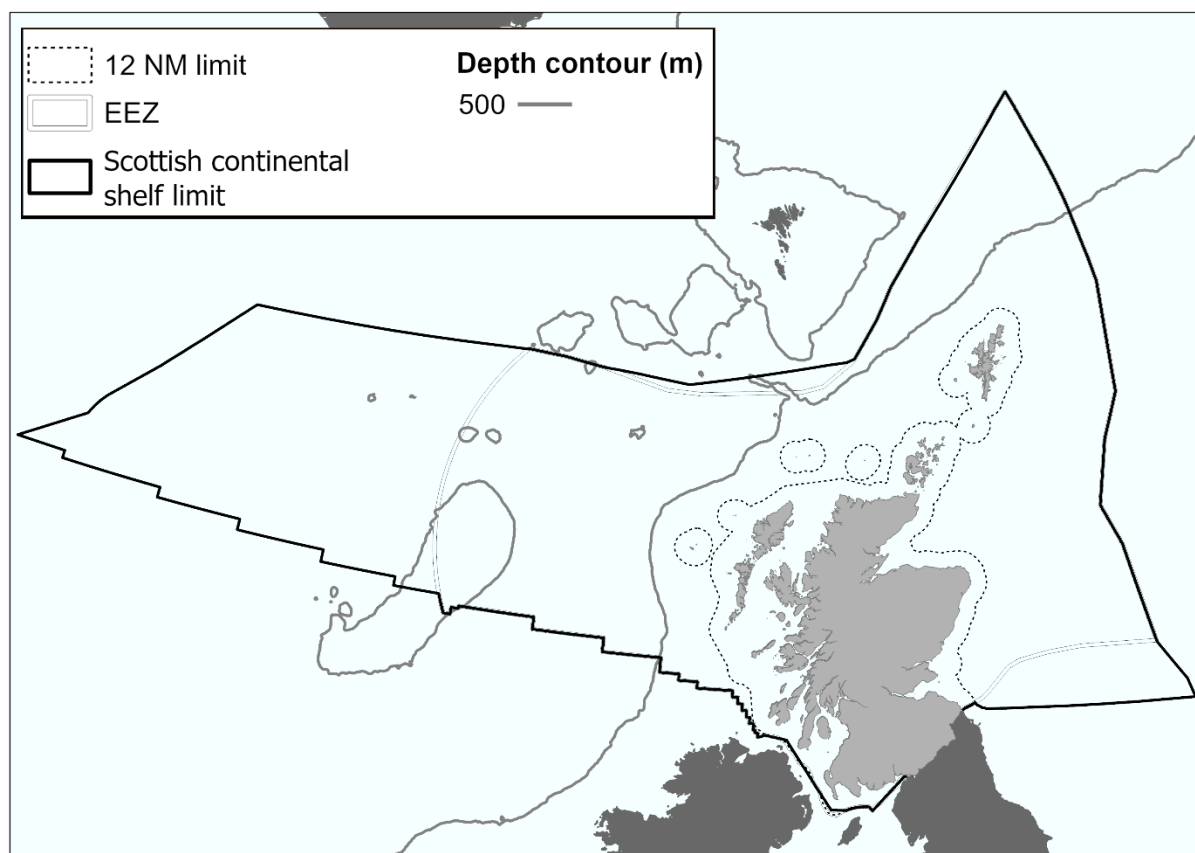 12 NM limit
EEZ
Scottish continental
shelf limit
Depth contour (m)
500